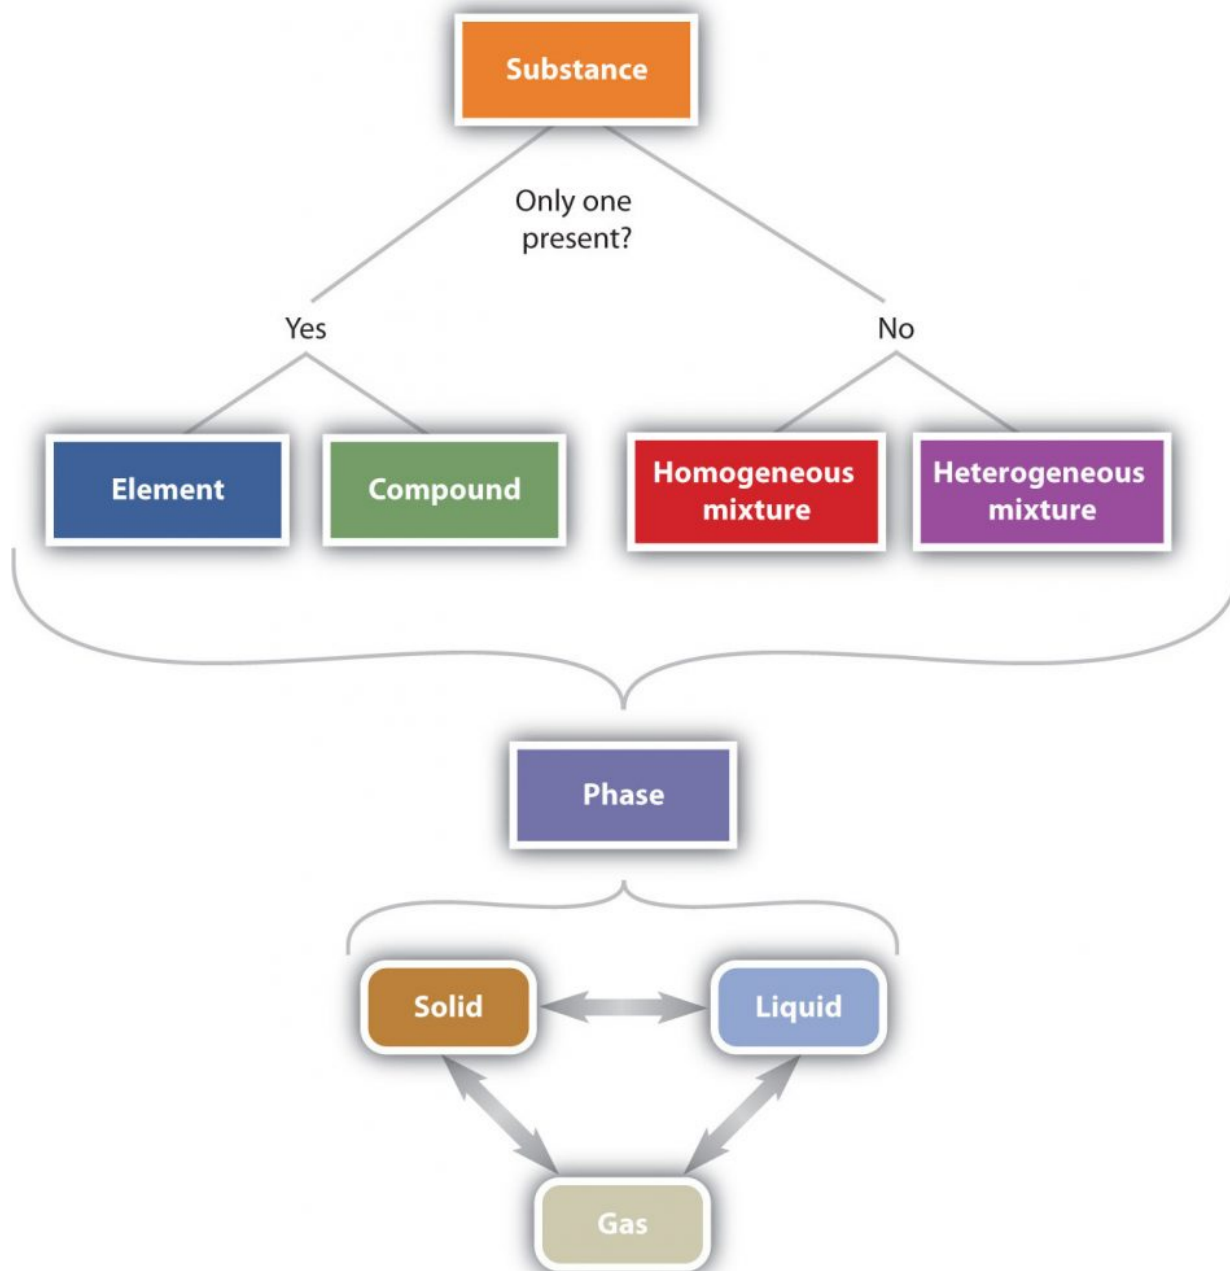 Substance
Only one
present?
Yes
No
Element
Compound
Homogeneous
mixture
Heterogeneous
mixture
Phase
Solid
Liquid
Gas